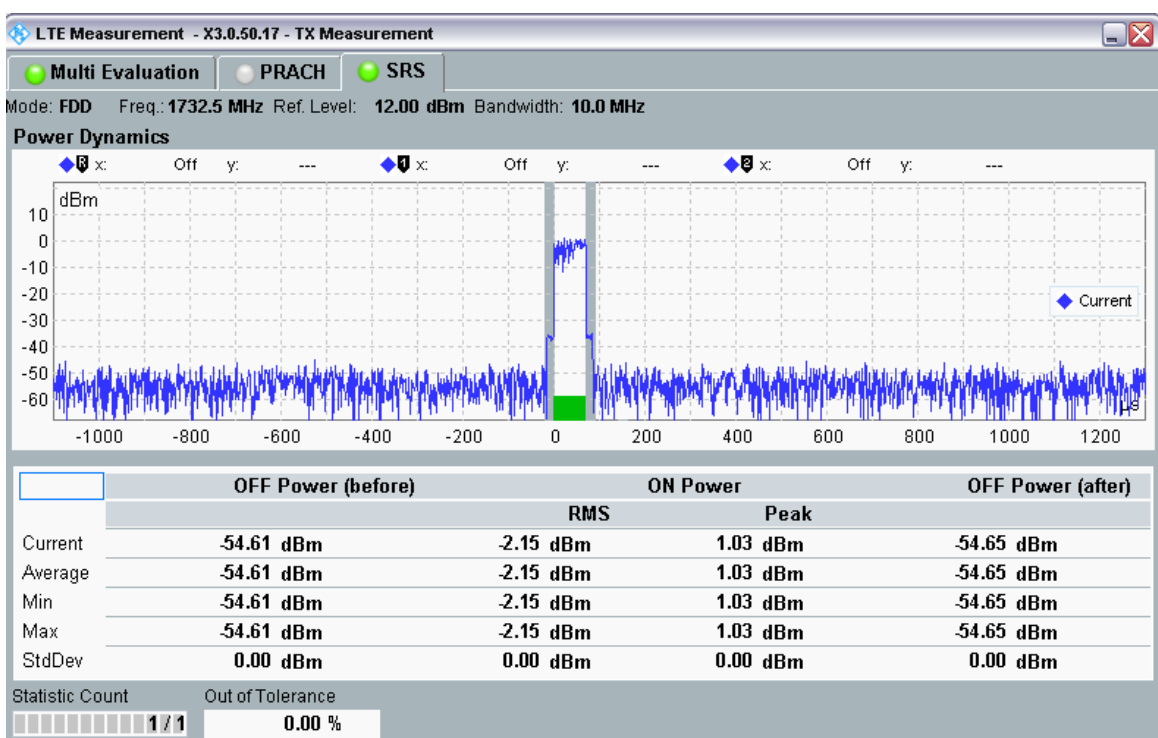 LTE Measurement - X3.0.50.17 - TX Measurement
Multi Evaluation PRACH SRS
Mode: FDD Freq.: 1732.5 MHz Ref. Level: 12.00 dBm Bandwidth: 10.0 MHz
Power Dynamics
R x: Off y: --- 1 x: Off y: --- 2 x: Off y: ---
dBm
10
0
-10
-20
-30
-40
-50
-60
Current
µs
-1000 -800 -600 -400 -200 0 200 400 600 800 1000 1200
OFF Power (before) ON Power OFF Power (after)
RMS Peak
Current -54.61 dBm -2.15 dBm 1.03 dBm -54.65 dBm
Average -54.61 dBm -2.15 dBm 1.03 dBm -54.65 dBm
Min -54.61 dBm -2.15 dBm 1.03 dBm -54.65 dBm
Max -54.61 dBm -2.15 dBm 1.03 dBm -54.65 dBm
StdDev 0.00 dBm 0.00 dBm 0.00 dBm 0.00 dBm
Statistic Count Out of Tolerance
1 / 1 0.00 %